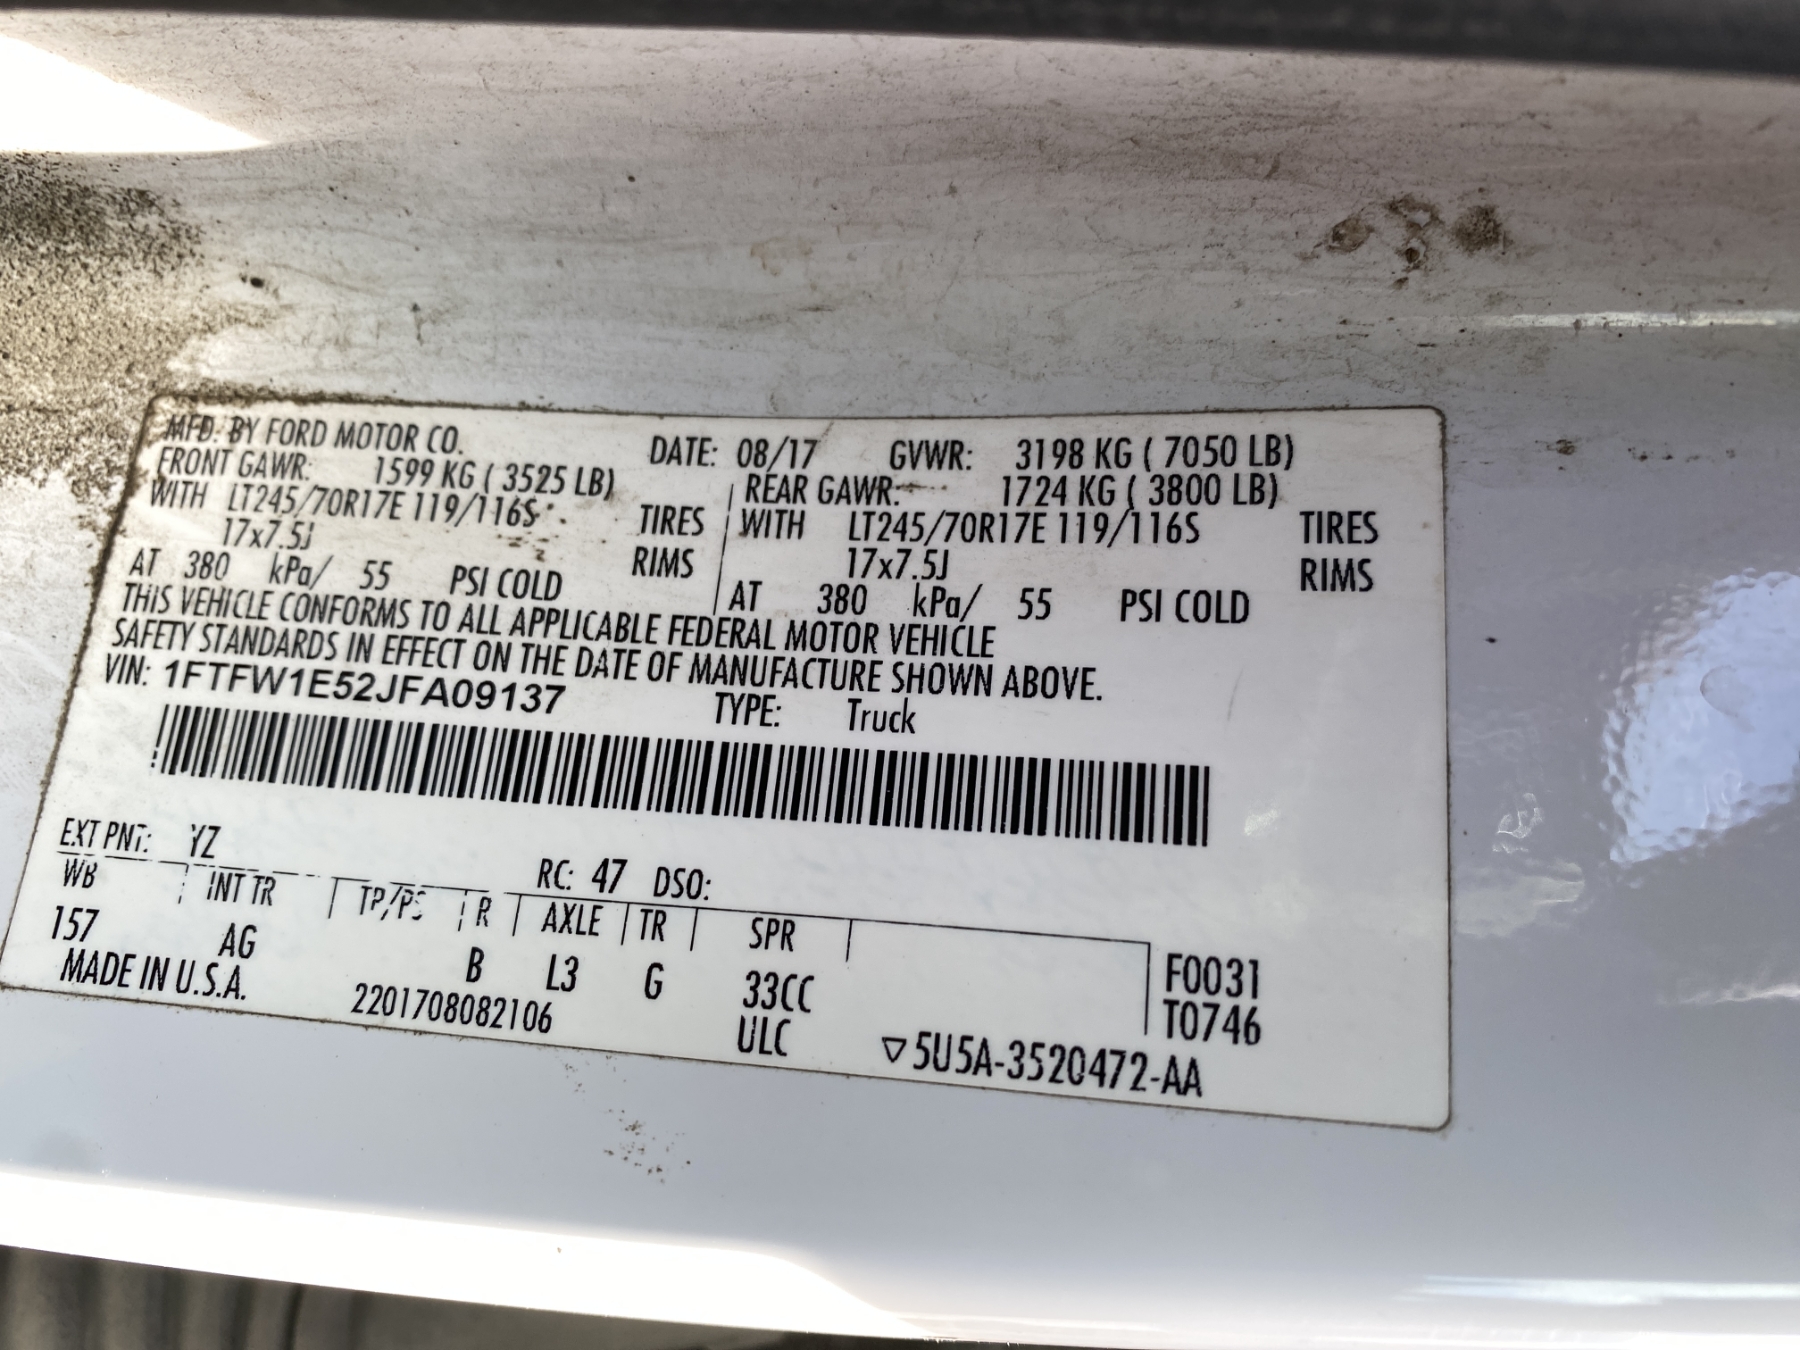 MFD. BY FORD MOTOR CO. DATE: 08/17 GVWR: 3198 KG ( 7050 LB)
FRONT GAWR: 1599 KG ( 3525 LB) REAR GAWR: 1724 KG ( 3800 LB)
WITH LT245/70R17E 119/116S TIRES WITH LT245/70R17E 119/116S TIRES
17x7.5J RIMS 17x7.5J RIMS
AT 380 kPa/ 55 PSI COLD AT 380 kPa/ 55 PSI COLD
THIS VEHICLE CONFORMS TO ALL APPLICABLE FEDERAL MOTOR VEHICLE
SAFETY STANDARDS IN EFFECT ON THE DATE OF MANUFACTURE SHOWN ABOVE.
VIN: 1FTFW1E52JFA09137 TYPE: Truck
EXT PNT: YZ RC: 47 DSO:
WB INT TR TP/PS R AXLE TR SPR
157 AG B L3 G 33CC F0031
MADE IN U.S.A. 2201708082106 ULC T0746
▽5U5A-3520472-AA